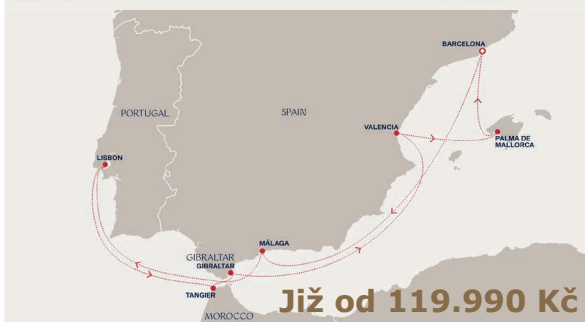 BARCELONA
PORTUGAL
SPAIN
VALENCIA
PALMA DE
MALLORCA
LISBON
MÁLAGA
GIBRALTAR
GIBRALTAR
TANGIER
Již od 119.990 Kč
MOROCCO